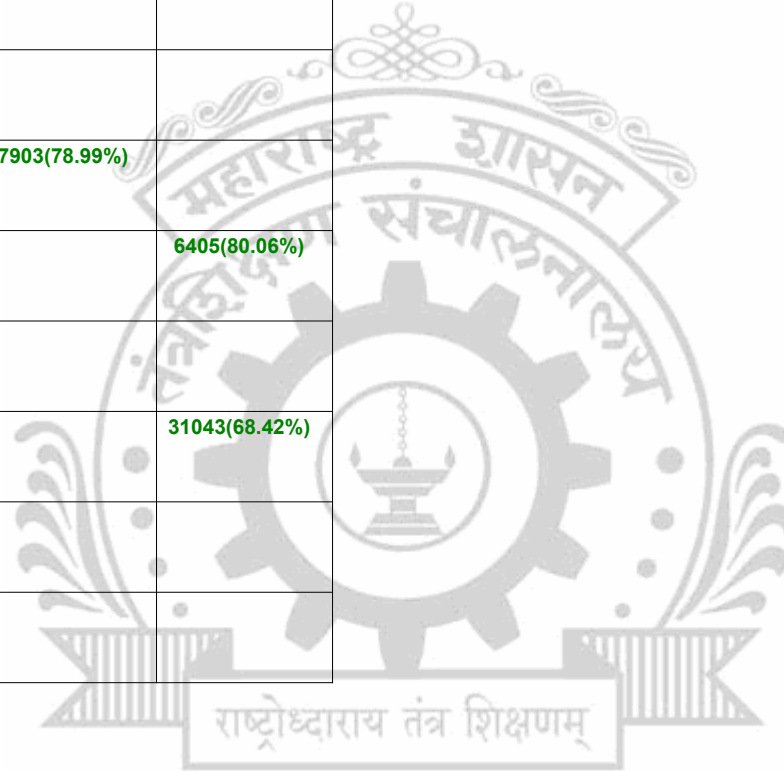 महाराष्ट्र शासन
7903(78.99%)
तंत्रशिक्षण संचालनालय
6405(80.06%)
31043(68.42%)
राष्ट्रोध्दाराय तंत्र शिक्षणम्